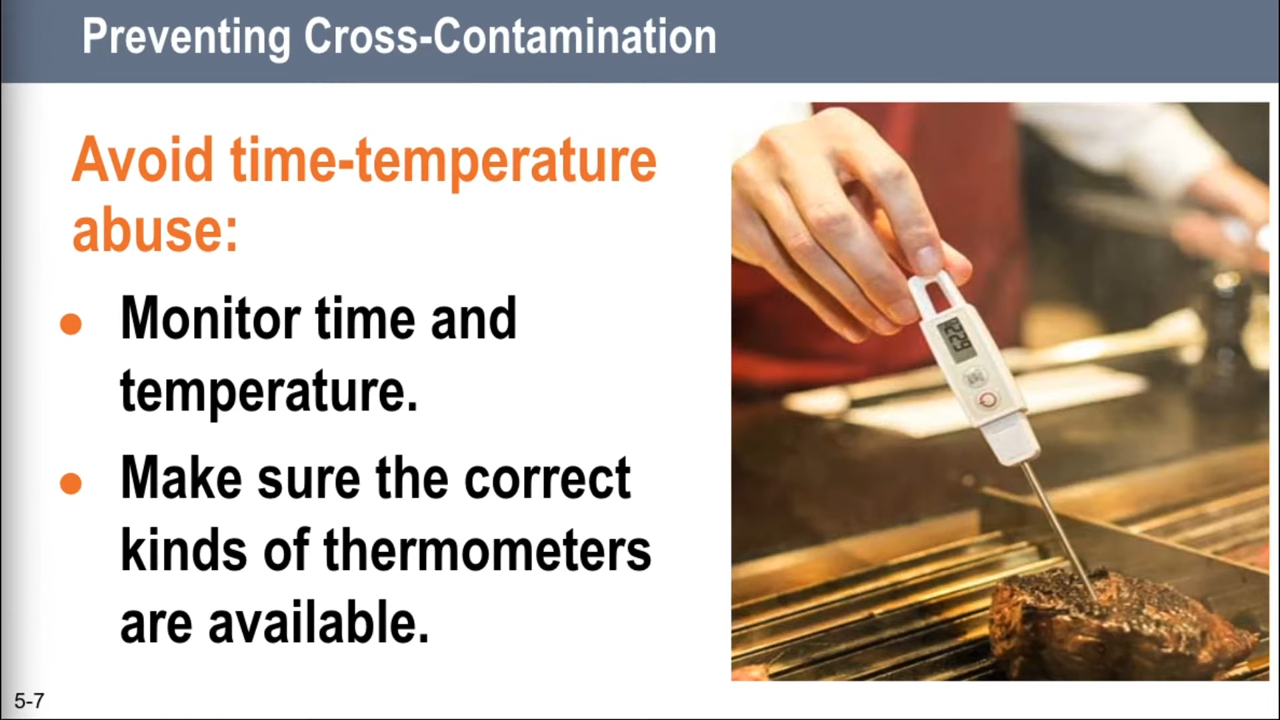 Preventing Cross-Contamination
Avoid time-temperature
abuse:
• Monitor time and
temperature.
• Make sure the correct
kinds of thermometers
are available.
5-7